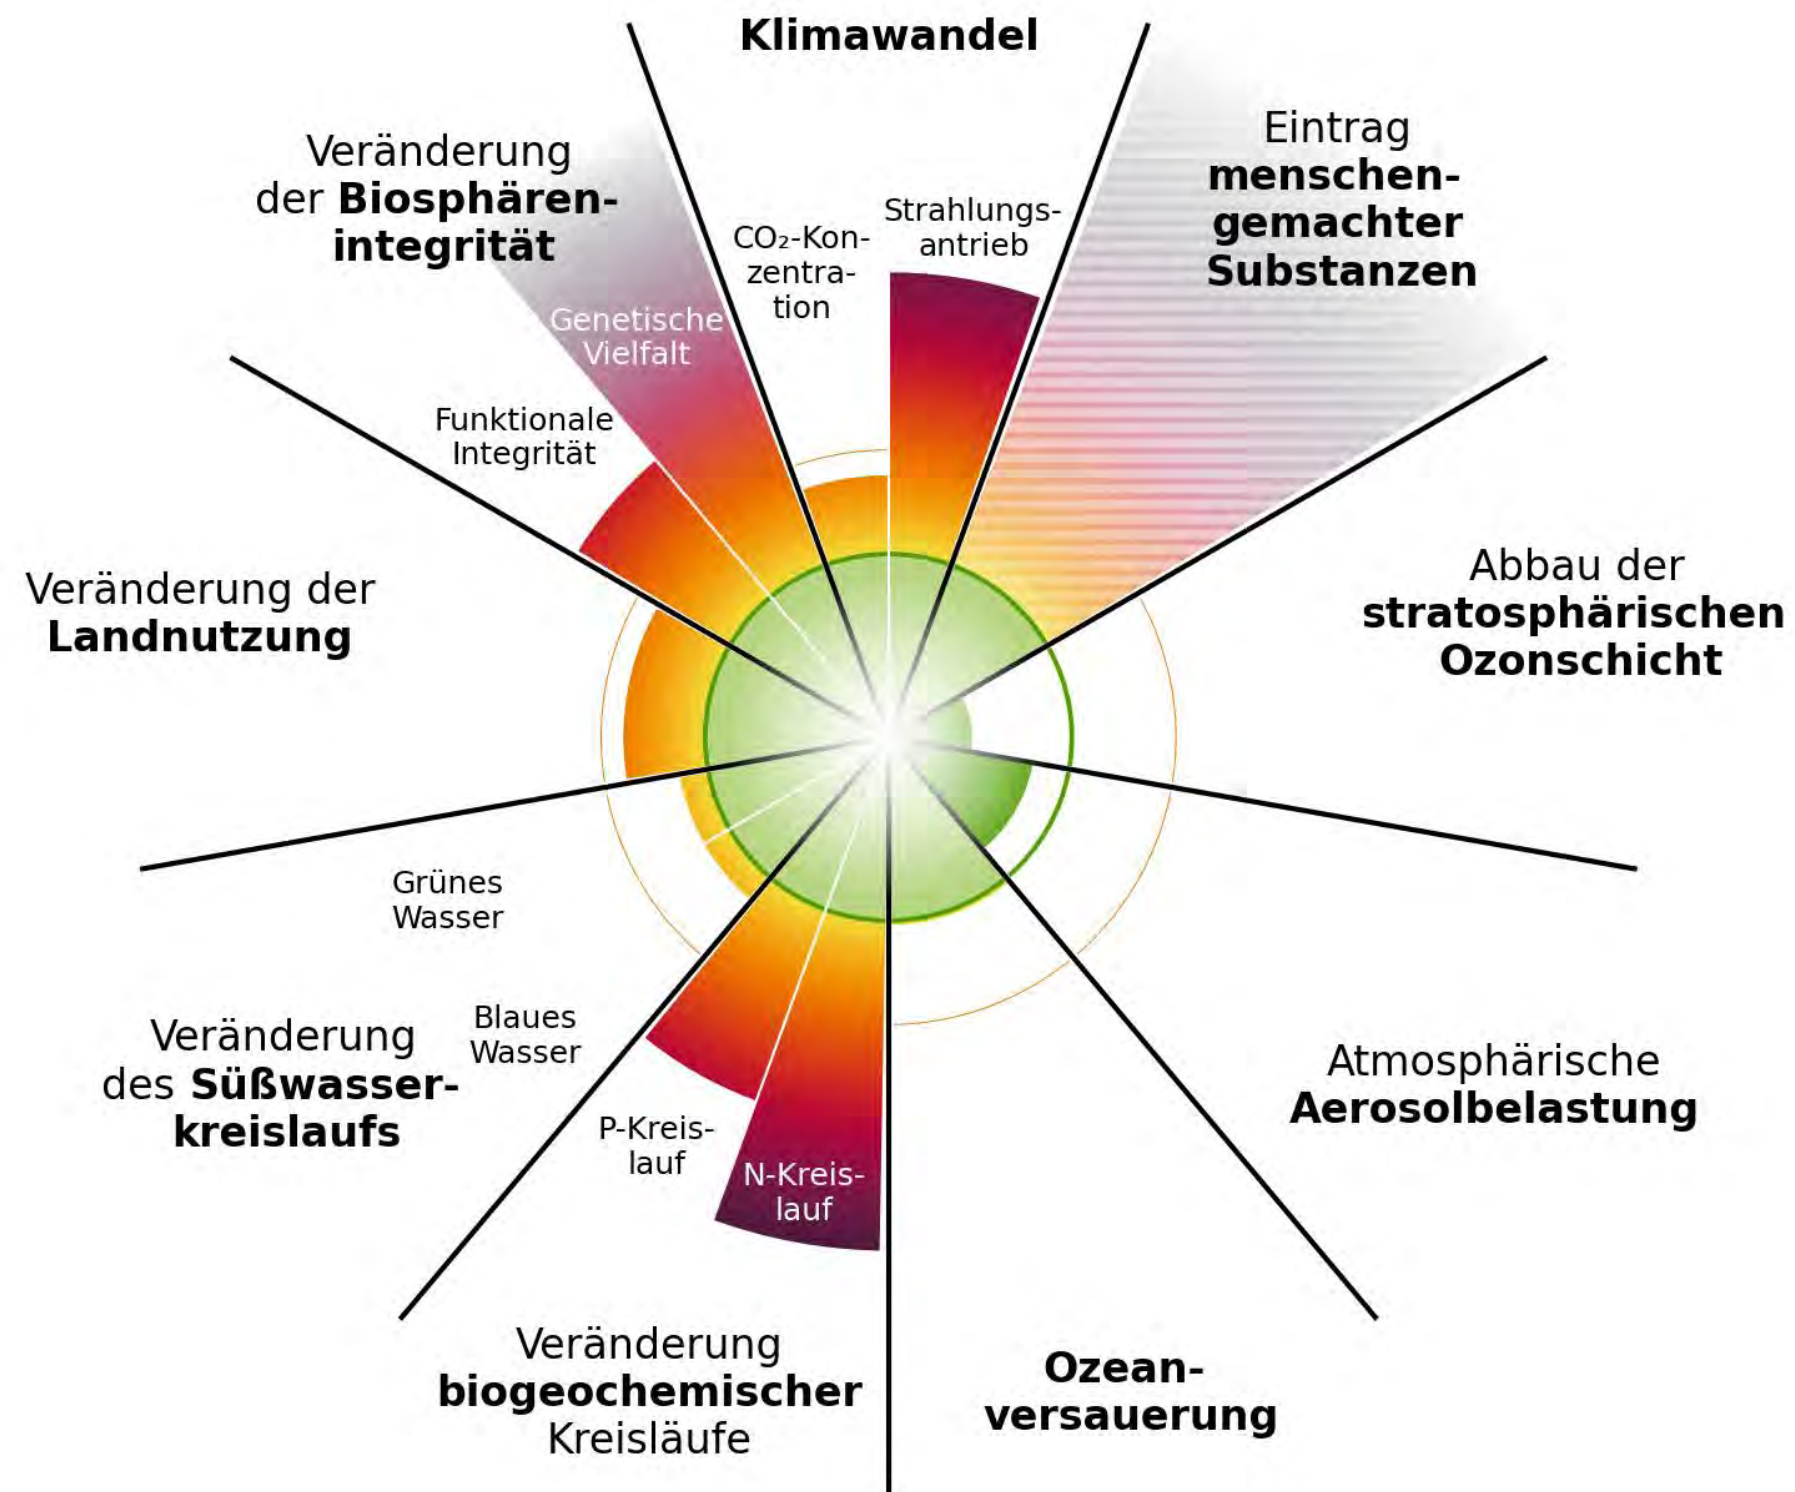 Klimawandel
CO₂-Kon-
zentra-
tion
Strahlungs-
antrieb
Eintrag
menschen-
gemachter
Substanzen
Abbau der
stratosphärischen
Ozonschicht
Atmosphärische
Aerosolbelastung
Ozean-
versauerung
Veränderung
biogeochemischer
Kreisläufe
N-Kreis-
lauf
P-Kreis-
lauf
Veränderung
des Süßwasser-
kreislaufs
Blaues
Wasser
Grünes
Wasser
Veränderung der
Landnutzung
Veränderung
der Biosphären-
integrität
Funktionale
Integrität
Genetische
Vielfalt